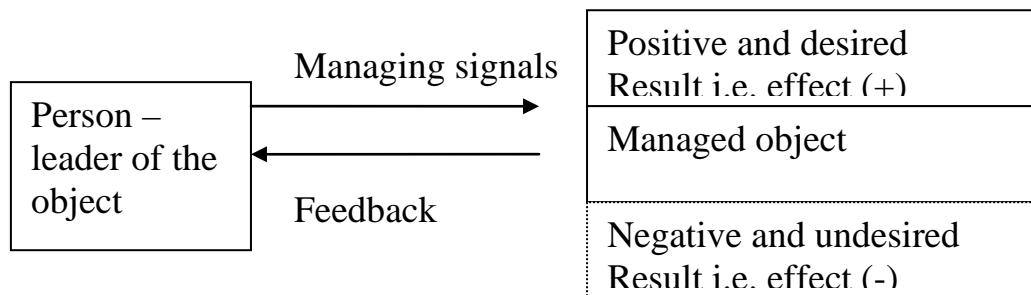 Managing signals
Person –
leader of the
object
Feedback
Positive and desired
Result i.e. effect (+)
Managed object
Negative and undesired
Result i.e. effect (-)